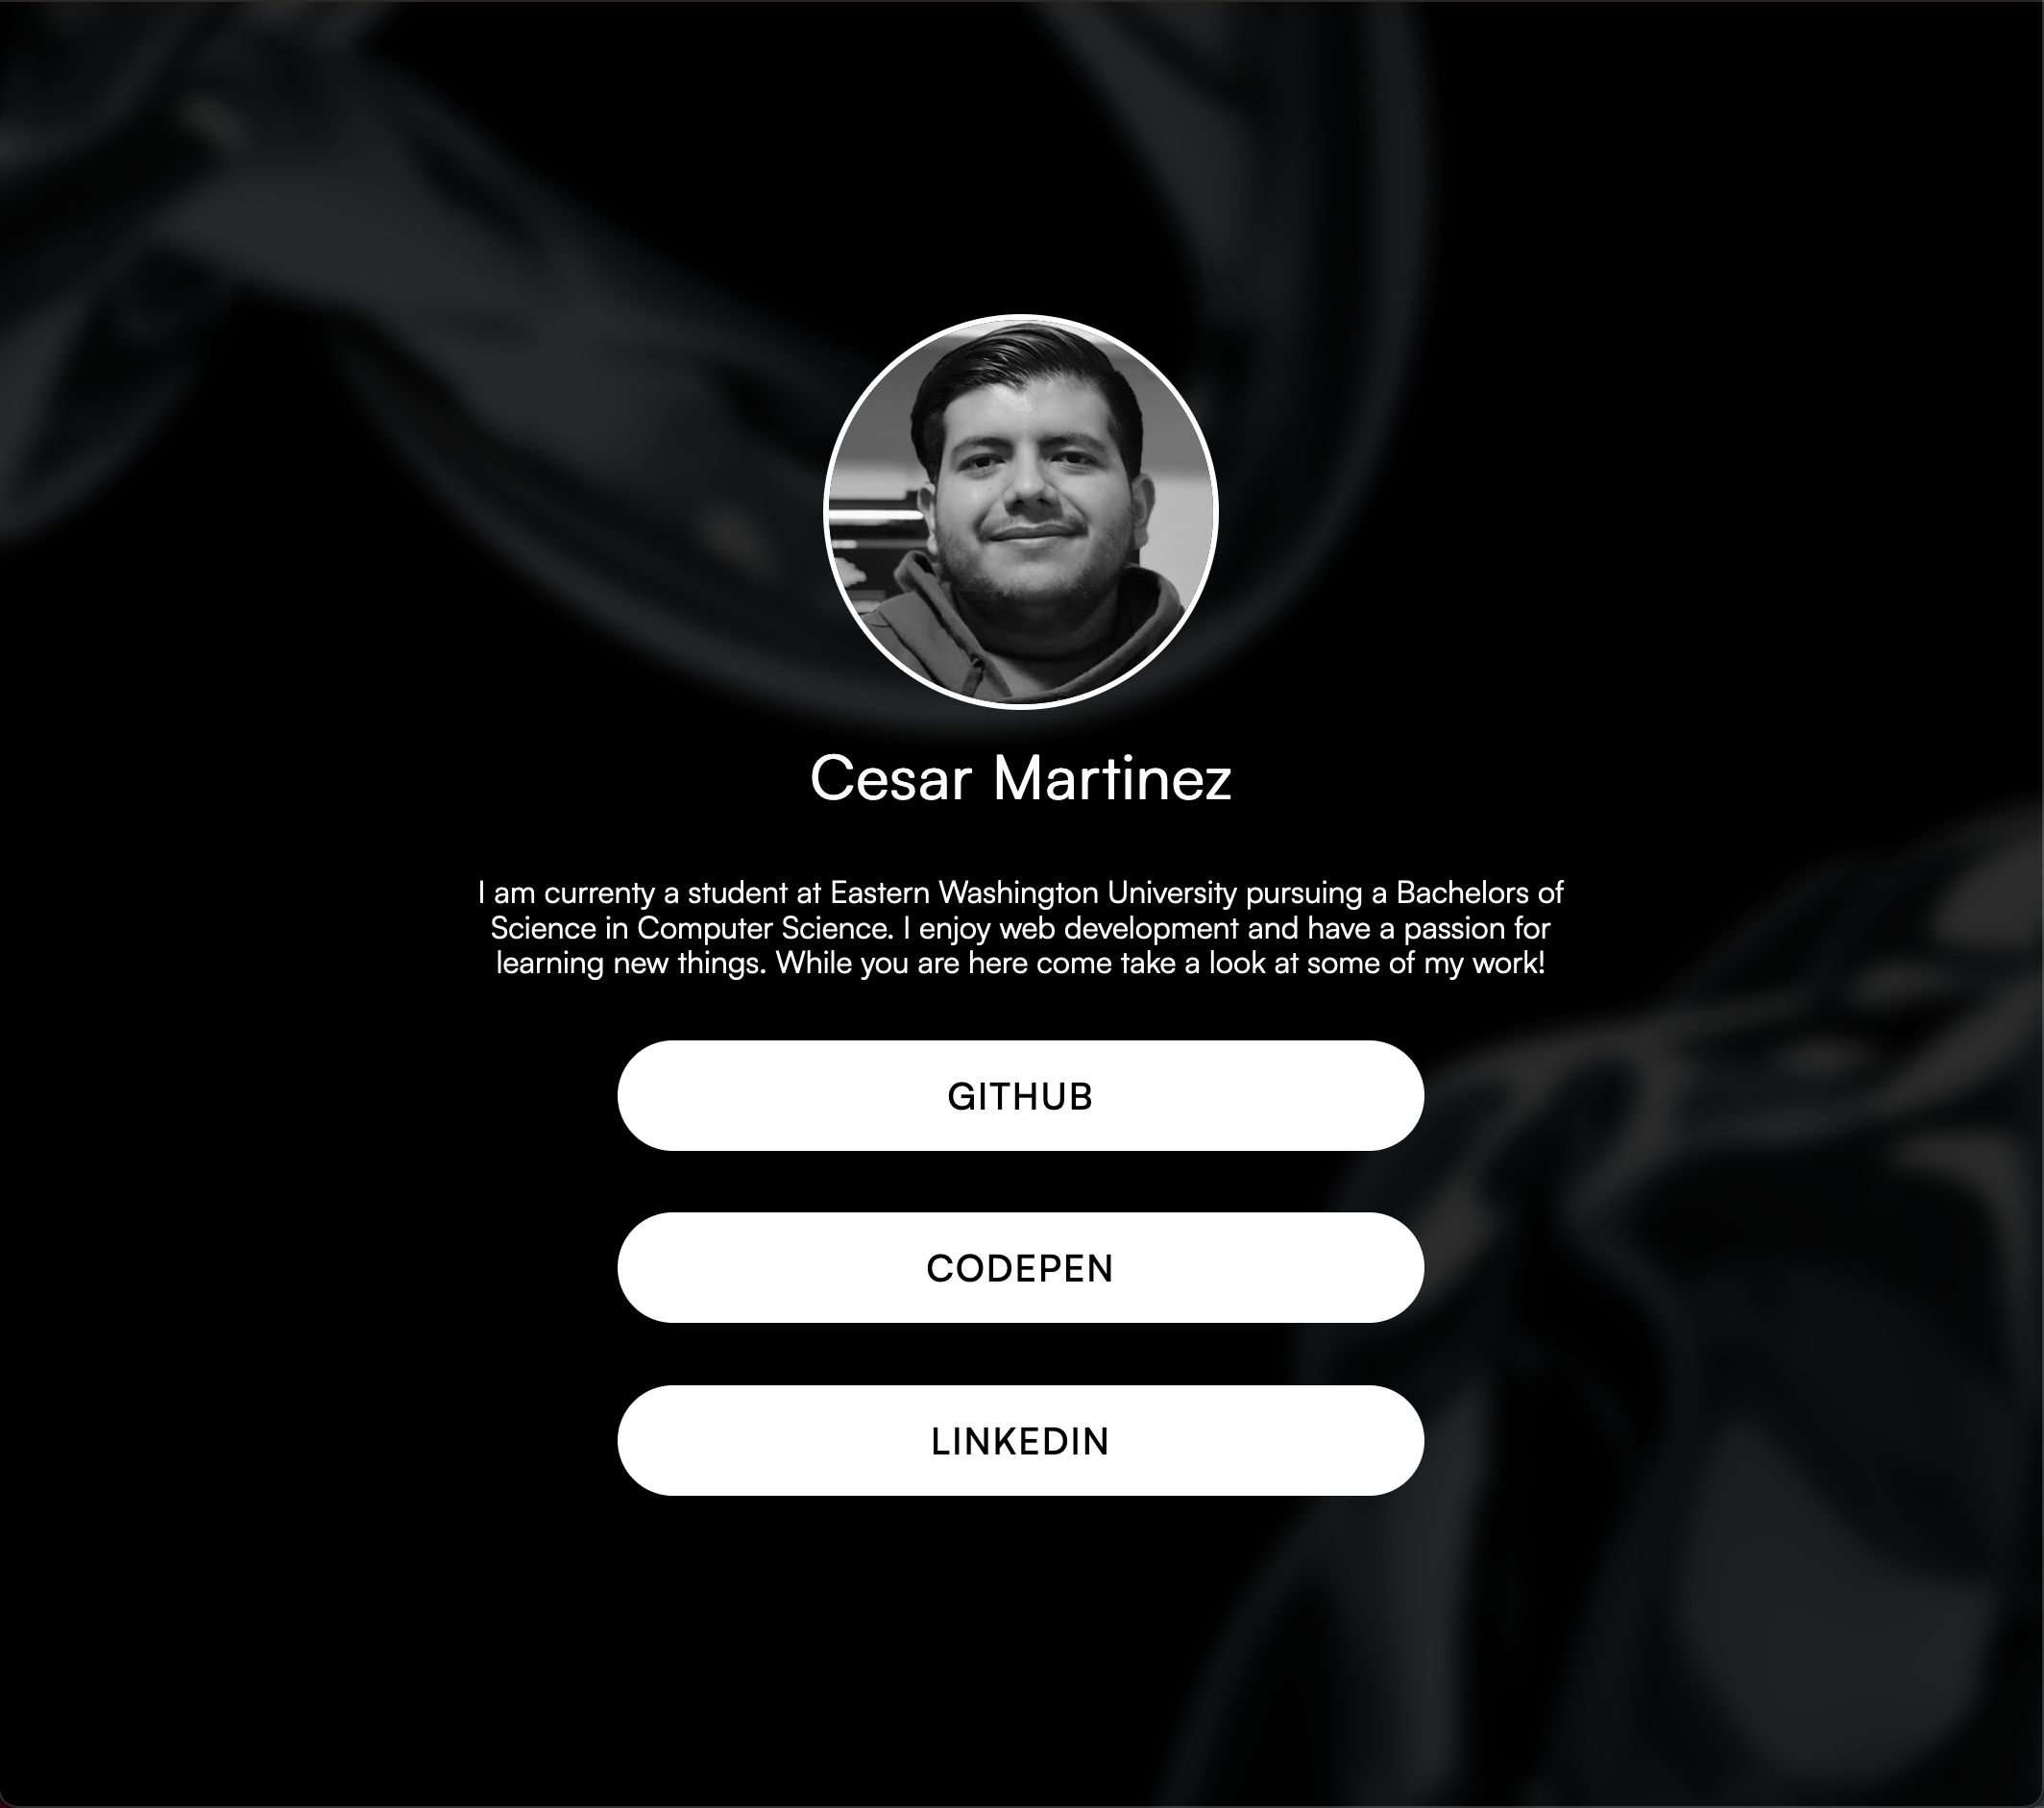 Cesar Martinez
I am currenty a student at Eastern Washington University pursuing a Bachelors of
Science in Computer Science. I enjoy web development and have a passion for
learning new things. While you are here come take a look at some of my work!
GITHUB
CODEPEN
LINKEDIN